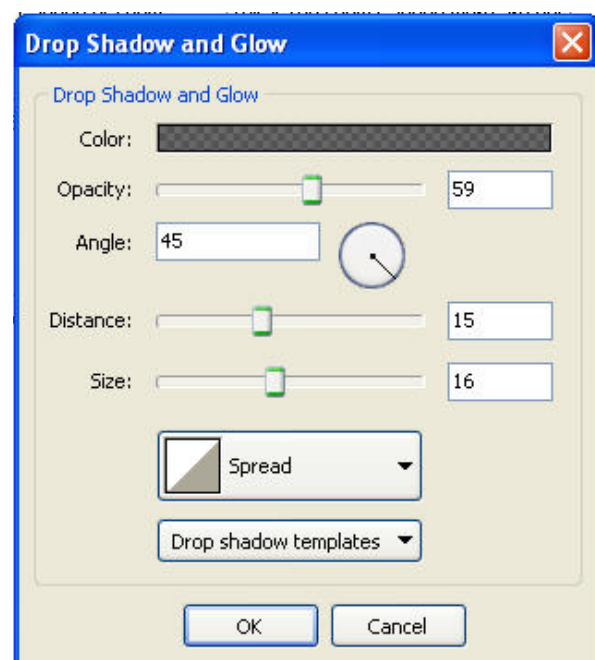 Drop Shadow and Glow
Drop Shadow and Glow
Color:
Opacity: 59
Angle: 45
Distance: 15
Size: 16
Spread
Drop shadow templates
OK Cancel